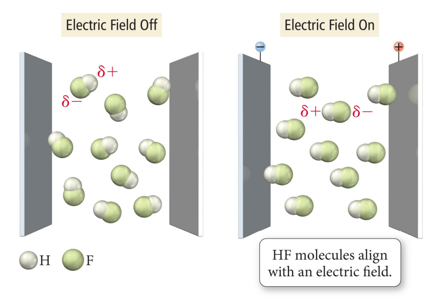 Electric Field Off
Electric Field On
−
+
δ+
δ−
δ+
δ−
H
F
HF molecules align
with an electric field.